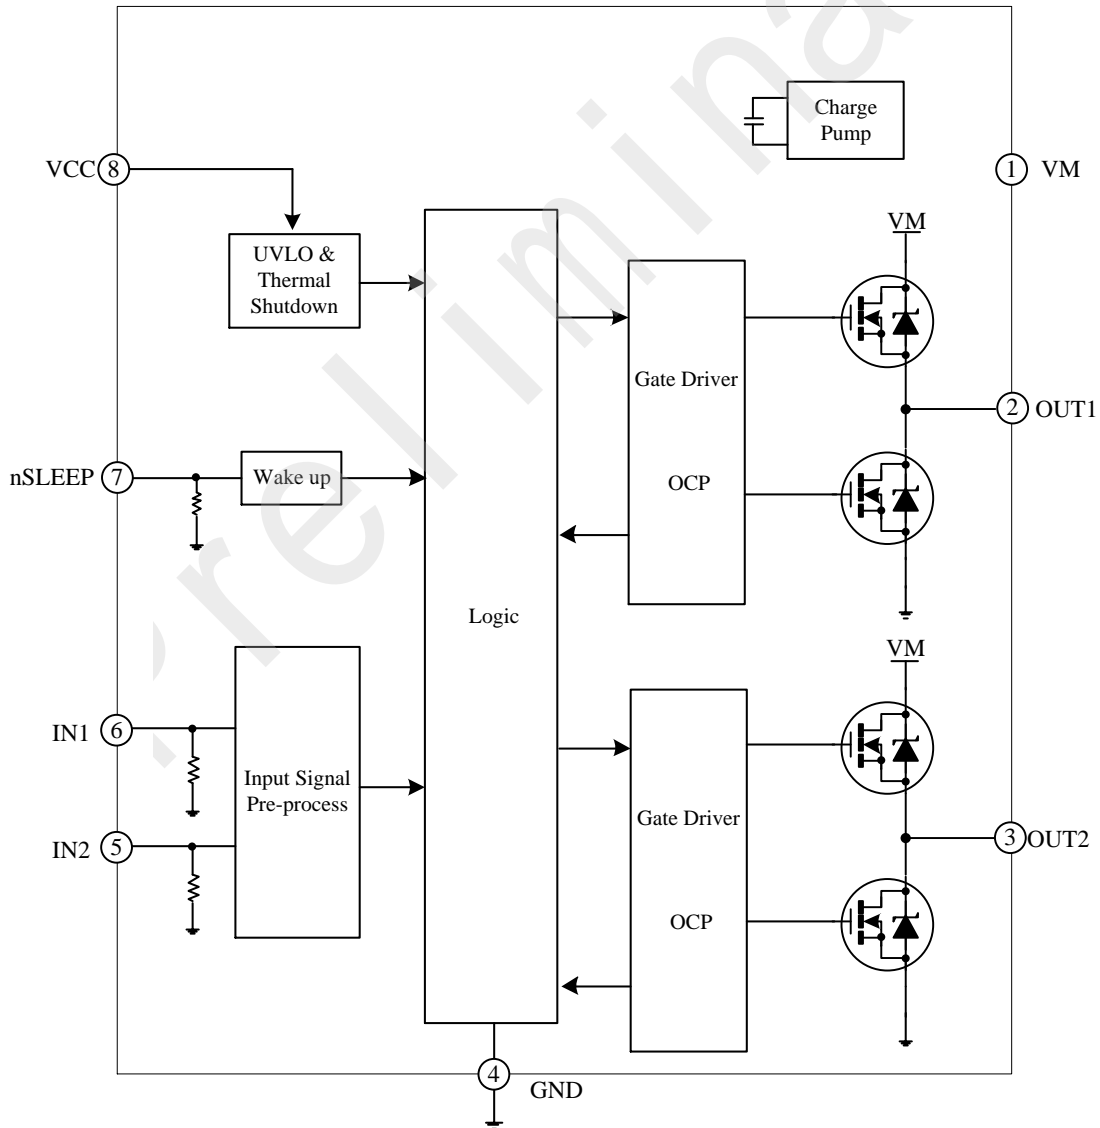 Charge
Pump
VCC 8
1 VM
UVLO &
Thermal
Shutdown
VM
Gate Driver
2 OUT1
nSLEEP 7
Wake up
OCP
Logic
VM
IN1 6
Input Signal
Pre-process
Gate Driver
IN2 5
3 OUT2
OCP
4
GND